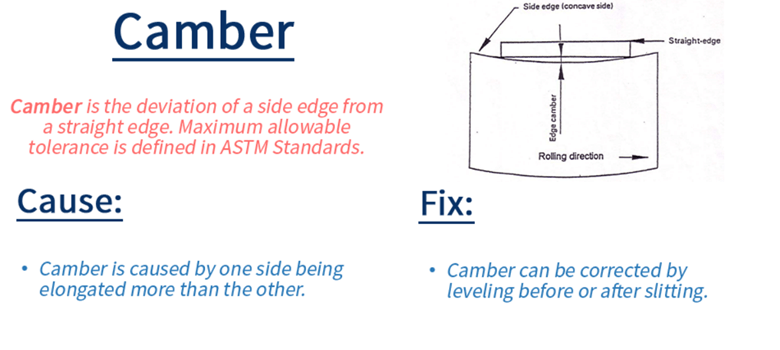 Camber
Camber is the deviation of a side edge from
a straight edge. Maximum allowable
tolerance is defined in ASTM Standards.
Side edge (concave side)
Straight-edge
Edge camber
Rolling direction
Cause:
• Camber is caused by one side being
elongated more than the other.
Fix:
• Camber can be corrected by
leveling before or after slitting.